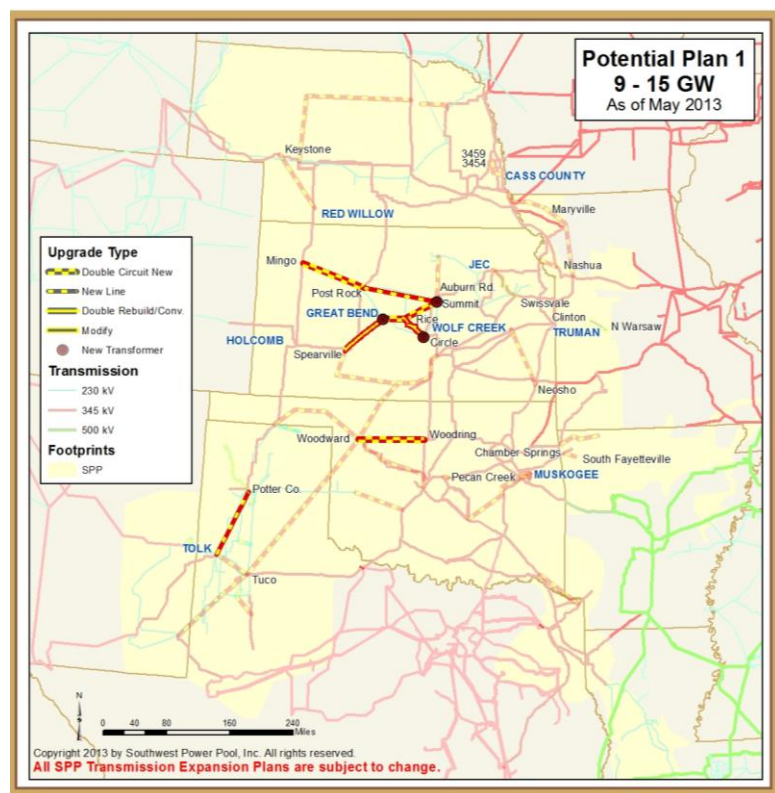 Potential Plan 1
9 - 15 GW
As of May 2013
Keystone
3459
3454
CASS COUNTY
RED WILLOW
Maryville
Mingo
JEC
Nashua
Post Rock
Auburn Rd.
Summit
Swissvale
GREAT BEND
Rice
WOLF CREEK
Clinton
TRUMAN
N Warsaw
HOLCOMB
Circle
Spearville
Neosho
Woodward
Woodring
Chamber Springs
South Fayetteville
Pecan Creek
MUSKOGEE
Potter Co.
TOLK
Tuco
Upgrade Type
Double Circuit New
New Line
Double Rebuild/Conv.
Modify
New Transformer
Transmission
230 kV
345 kV
500 kV
Footprints
SPP
N
0 40 80 160 240
Miles
Copyright 2013 by Southwest Power Pool, Inc. All rights reserved.
All SPP Transmission Expansion Plans are subject to change.